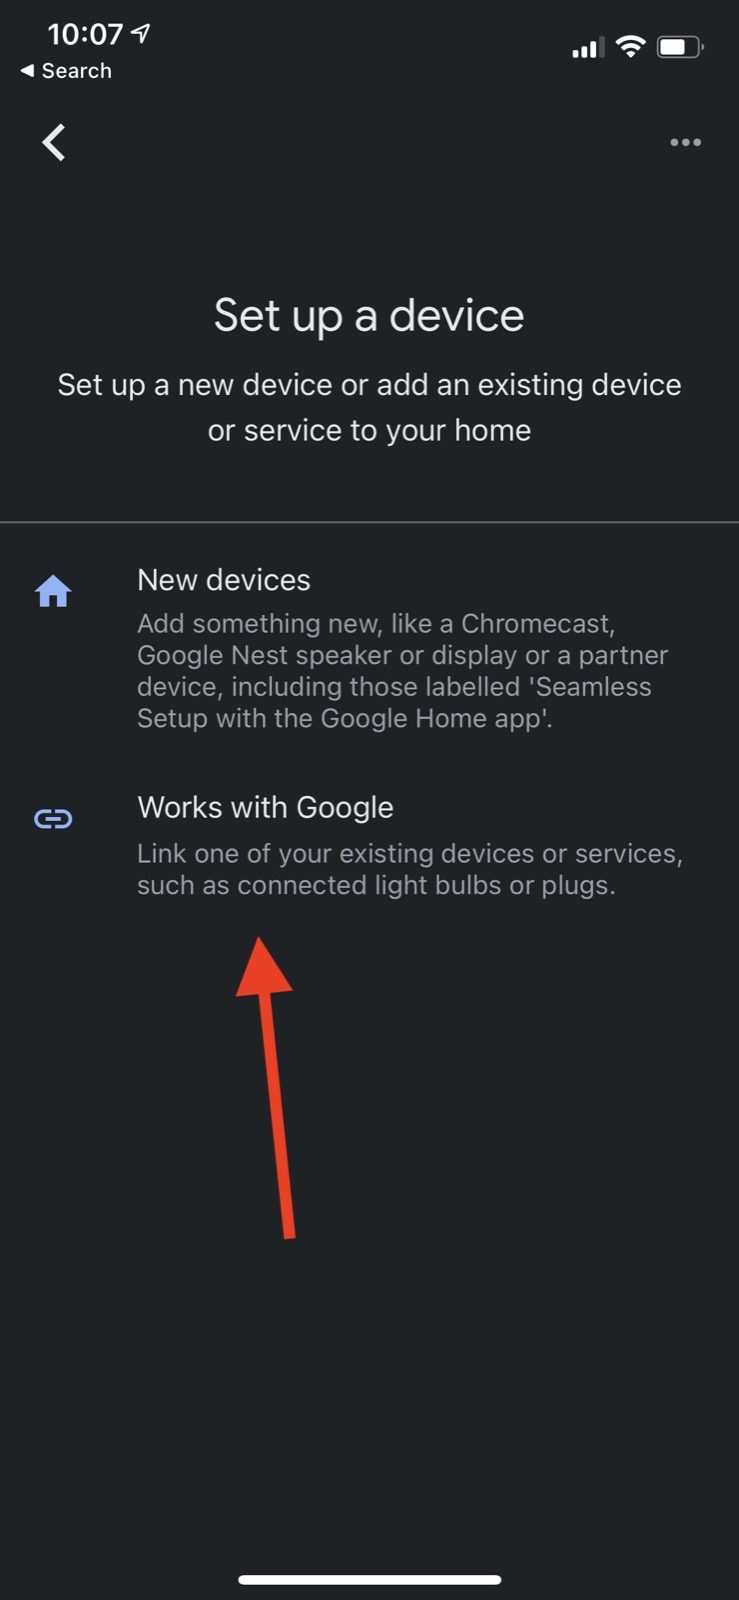 10:07
Search
Set up a device
Set up a new device or add an existing device
or service to your home
New devices
Add something new, like a Chromecast,
Google Nest speaker or display or a partner
device, including those labelled 'Seamless
Setup with the Google Home app'.
Works with Google
Link one of your existing devices or services,
such as connected light bulbs or plugs.